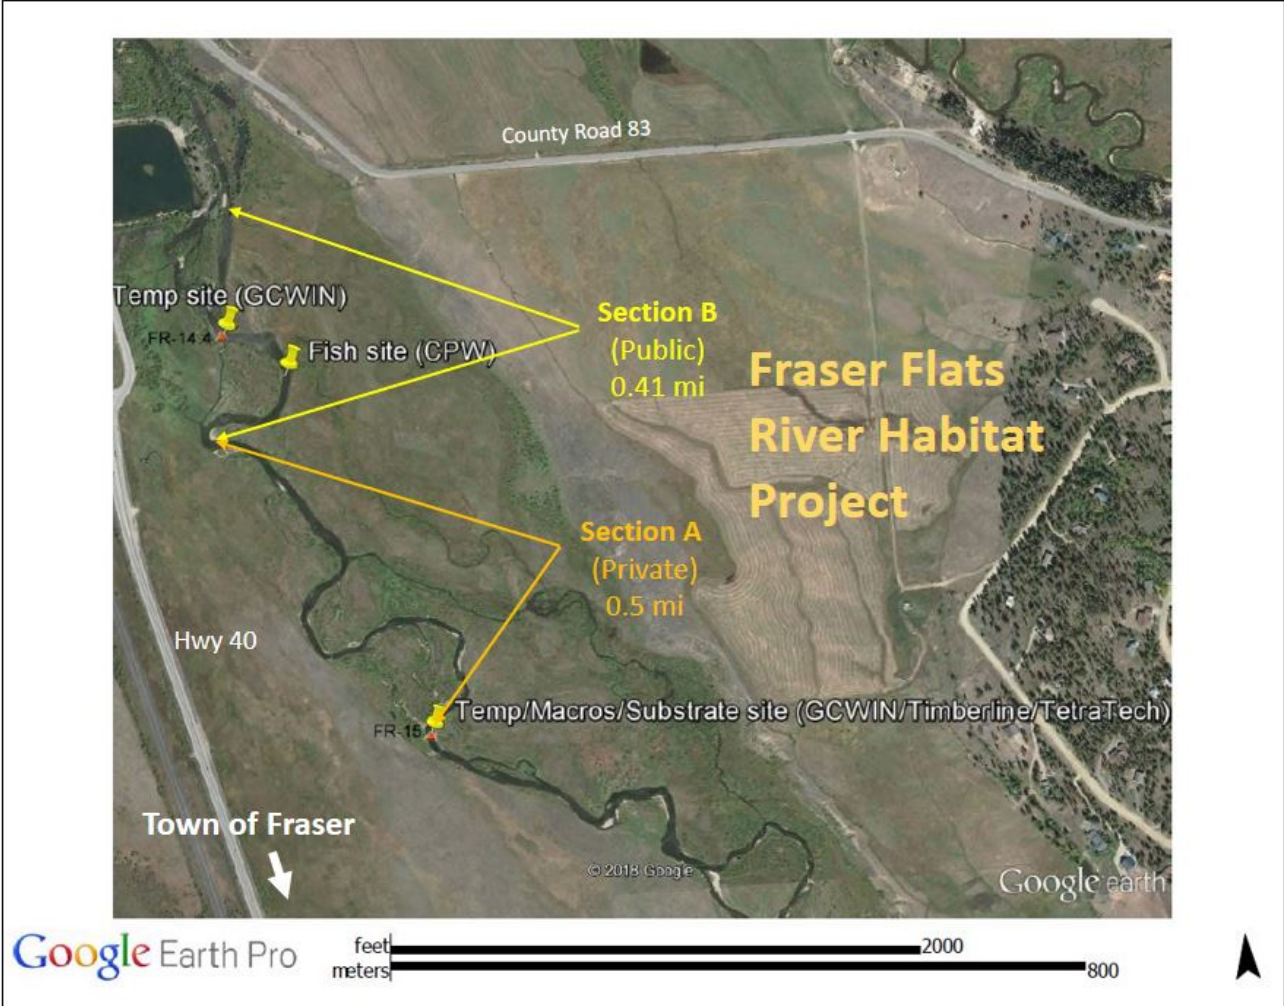 County Road 83
Temp site (GCWIN)
FR-14.4
Fish site (CPW)
Section B
(Public)
0.41 mi
Fraser Flats
River Habitat
Project
Section A
(Private)
0.5 mi
Hwy 40
Temp/Macros/Substrate site (GCWIN/Timberline/TetraTech)
FR-15
Town of Fraser
© 2018 Google
Google earth
Google Earth Pro
feet 2000
meters 800